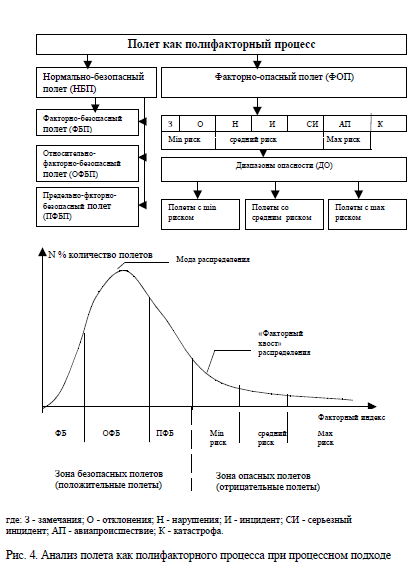 Полет как полифакторный процесс
Нормально-безопасный
полет (НБП)
Факторно-опасный полет (ФОП)
Факторно-безопасный
полет (ФБП)
Относительно-
факторно-безопасный
полет (ОФБП)
Предельно-фкторно-
безопасный полет
(ПФБП)
З О Н И СИ АП К
Min риск средний риск Max риск
Диапазоны опасности (ДО)
Полеты с min
риском
Полеты со
средним риском
Полеты с max
риском
N % количество полетов
Мода распределения
«Факторный
хвост»
распределения
Факторный индекс
ФБ ОФБ ПФБ
Min
риск
средний
риск
Max
риск
Зона безопасных полетов
(положительные полеты)
Зона опасных полетов
(отрицательные полеты)
где: З - замечания; О - отклонения; Н - нарушения; И - инцидент; СИ - серьезный
инцидент; АП - авиапроисшествие; К - катастрофа.
Рис. 4. Анализ полета как полифакторного процесса при процессном подходе